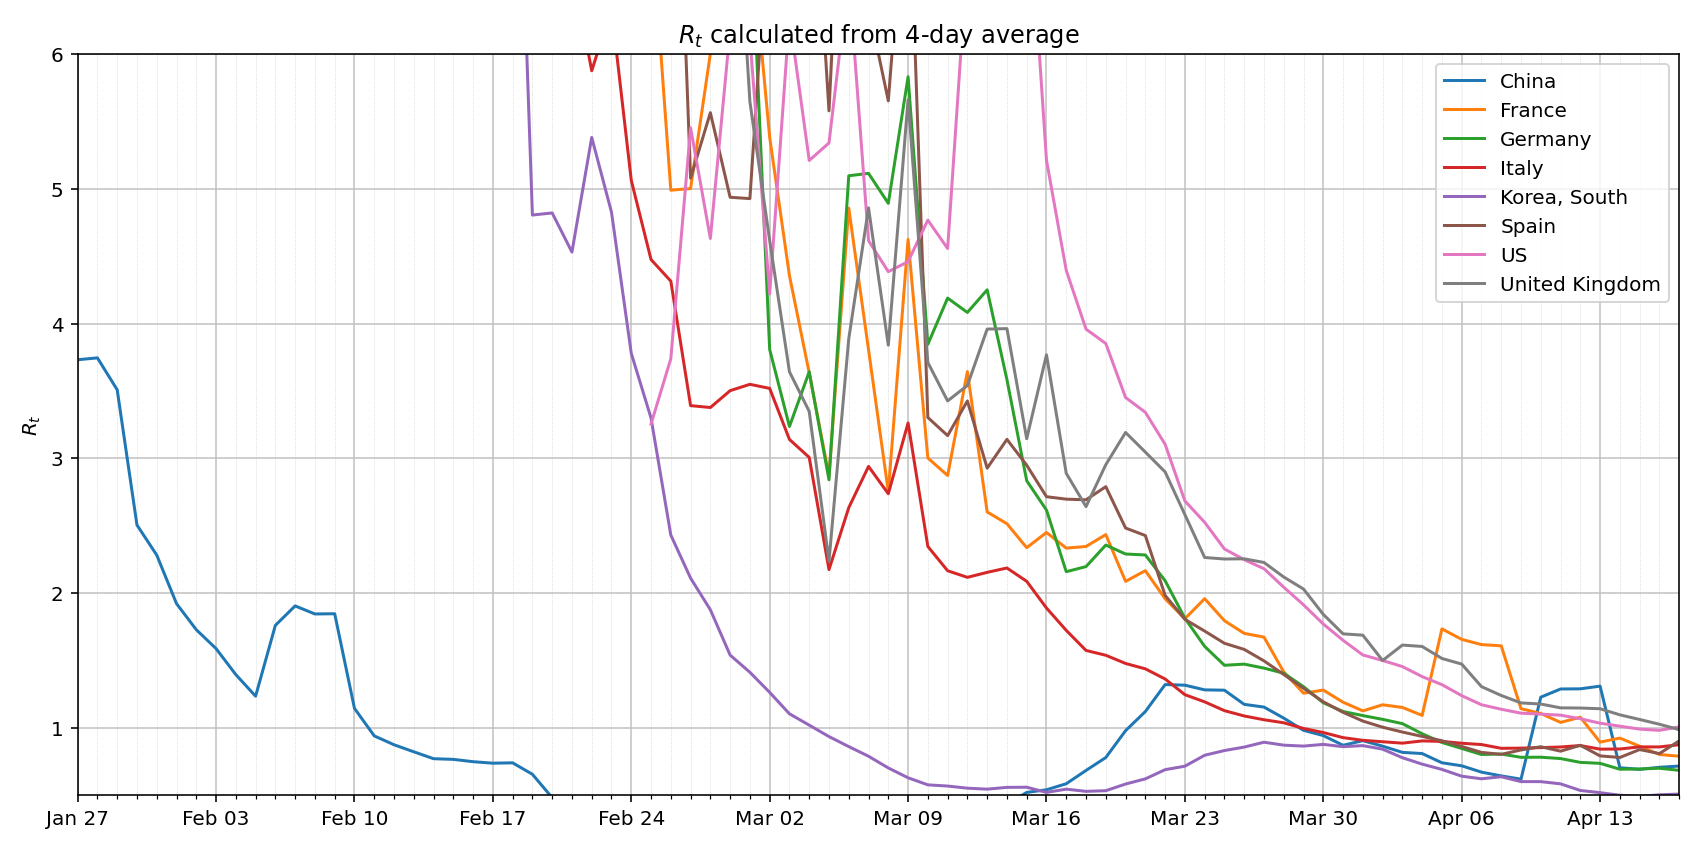 R_t calculated from 4-day average
6
5
4
3
2
1
R_t
Jan 27
Feb 03
Feb 10
Feb 17
Feb 24
Mar 02
Mar 09
Mar 16
Mar 23
Mar 30
Apr 06
Apr 13
China
France
Germany
Italy
Korea, South
Spain
US
United Kingdom